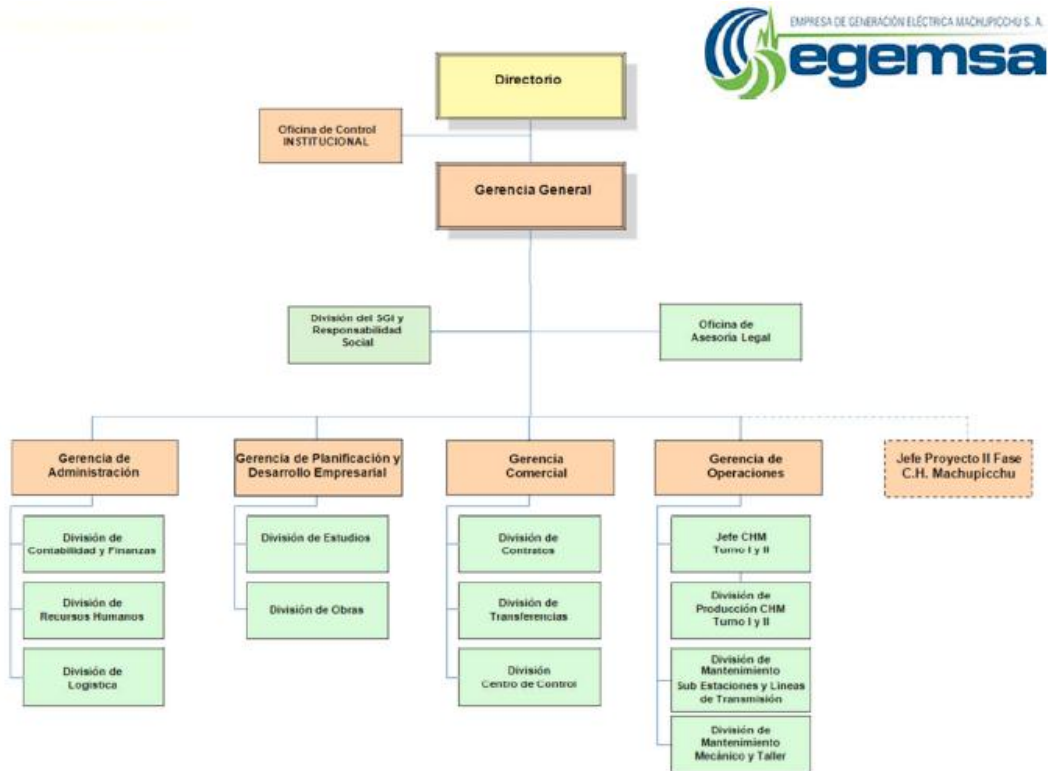 EMPRESA DE GENERACIÓN ELÉCTRICA MACHUPICCHU S. A.
egemsa
Directorio
Oficina de Control
INSTITUCIONAL
Gerencia General
División del SGI y
Responsabilidad
Social
Oficina de
Asesoría Legal
Gerencia de
Administración
Gerencia de Planificación y
Desarrollo Empresarial
Gerencia
Comercial
Gerencia de
Operaciones
Jefe Proyecto II Fase
C.H. Machupicchu
División de
Contabilidad y Finanzas
División de
Recursos Humanos
División de
Logística
División de Estudios
División de Obras
División de
Contratos
División de
Transferencias
División
Centro de Control
Jefe CHM
Turno I y II
División de
Producción CHM
Turno I y II
División de
Mantenimiento
Sub Estaciones y Lineas
de Transmisión
División de
Mantenimiento
Mecánico y Taller